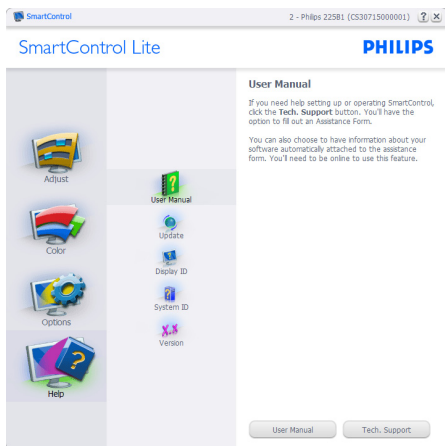 SmartControl
2 - Philips 225B1 (CS30715000001)
? X
SmartControl Lite
PHILIPS
Adjust
Color
Options
Help
User Manual
Update
Display ID
System ID
X.X
Version
User Manual
If you need help setting up or operating SmartControl,
click the Tech. Support button. You'll have the
option to fill out an Assistance Form.
You can also choose to have information about your
software automatically attached to the assistance
form. You'll need to be online to use this feature.
User Manual
Tech. Support